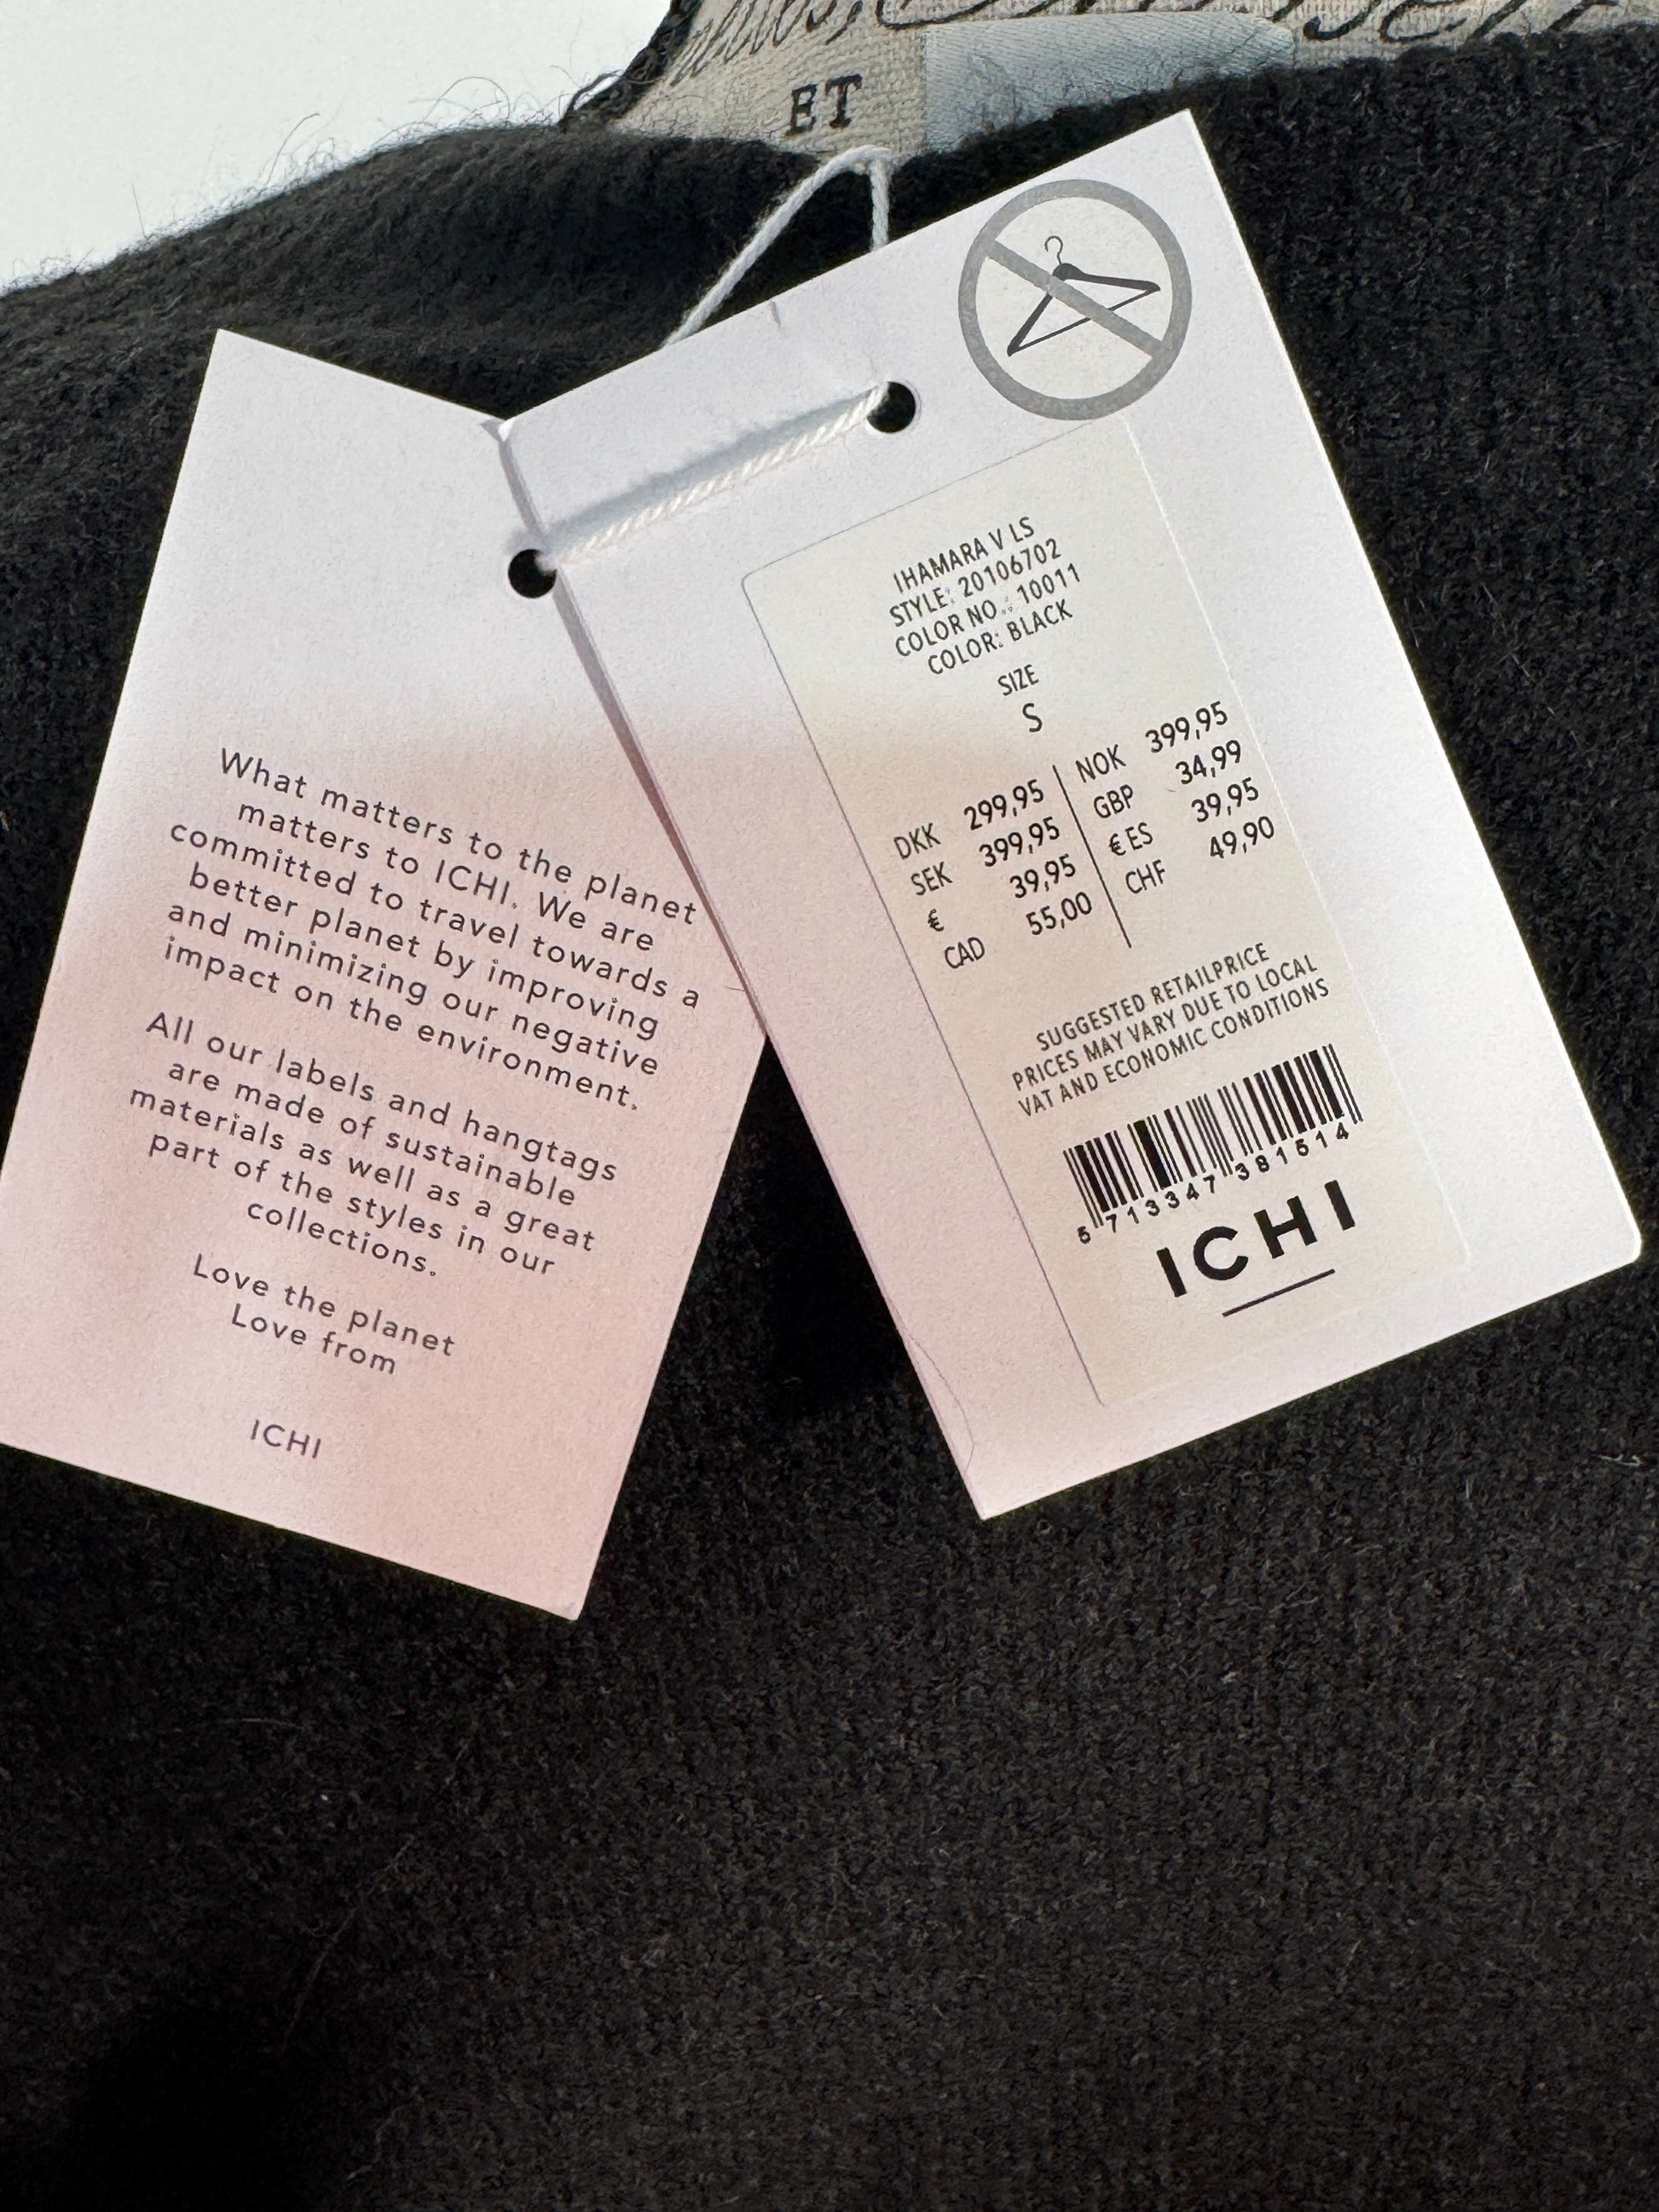 ET
What matters to the planet
matters to ICHI. We are
committed to travel towards a
better planet by improving
and minimizing our negative
impact on the environment.
All our labels and hangtags
are made of sustainable
materials as well as a great
part of the styles in our
collections.
Love the planet
Love from
ICHI
IHAMARA V LS
STYLE: 20106702
COLOR NO.: 10011
COLOR: BLACK
SIZE
S
DKK 299,95 NOK 399,95
SEK 399,95 GBP 34,99
€ 39,95 €ES 39,95
CAD 55,00 CHF 49,90
SUGGESTED RETAILPRICE
PRICES MAY VARY DUE TO LOCAL
VAT AND ECONOMIC CONDITIONS
5 713347 381514
ICHI